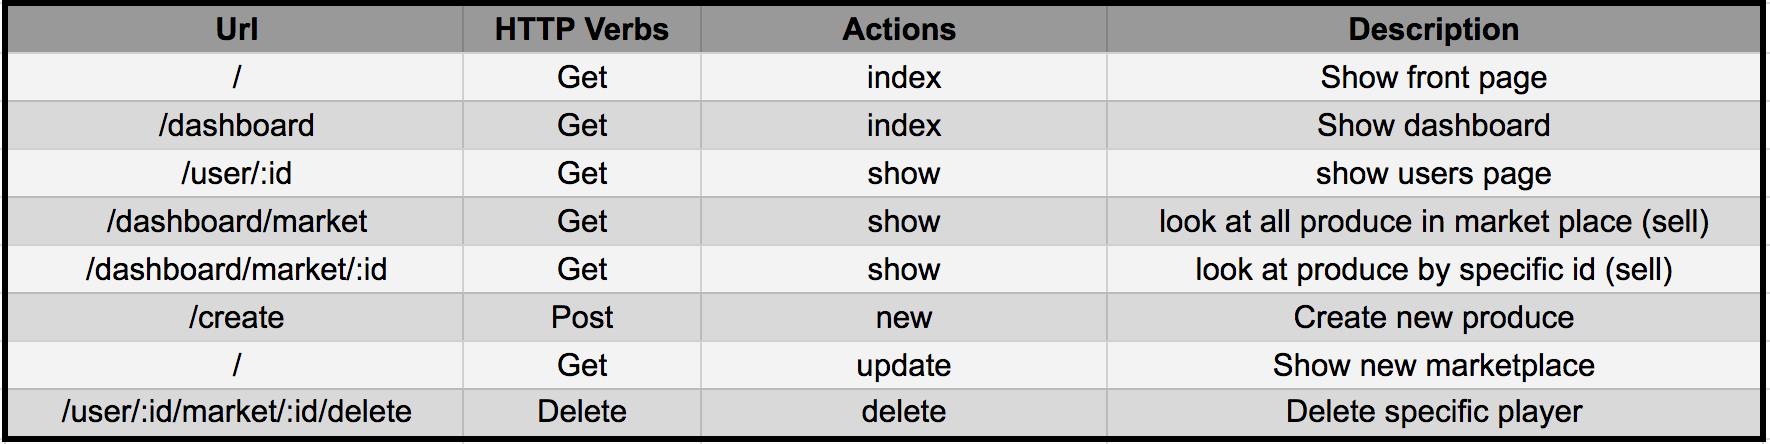 Url HTTP Verbs Actions Description
/ Get index Show front page
/dashboard Get index Show dashboard
/user/:id Get show show users page
/dashboard/market Get show look at all produce in market place (sell)
/dashboard/market/:id Get show look at produce by specific id (sell)
/create Post new Create new produce
/ Get update Show new marketplace
/user/:id/market/:id/delete Delete delete Delete specific player